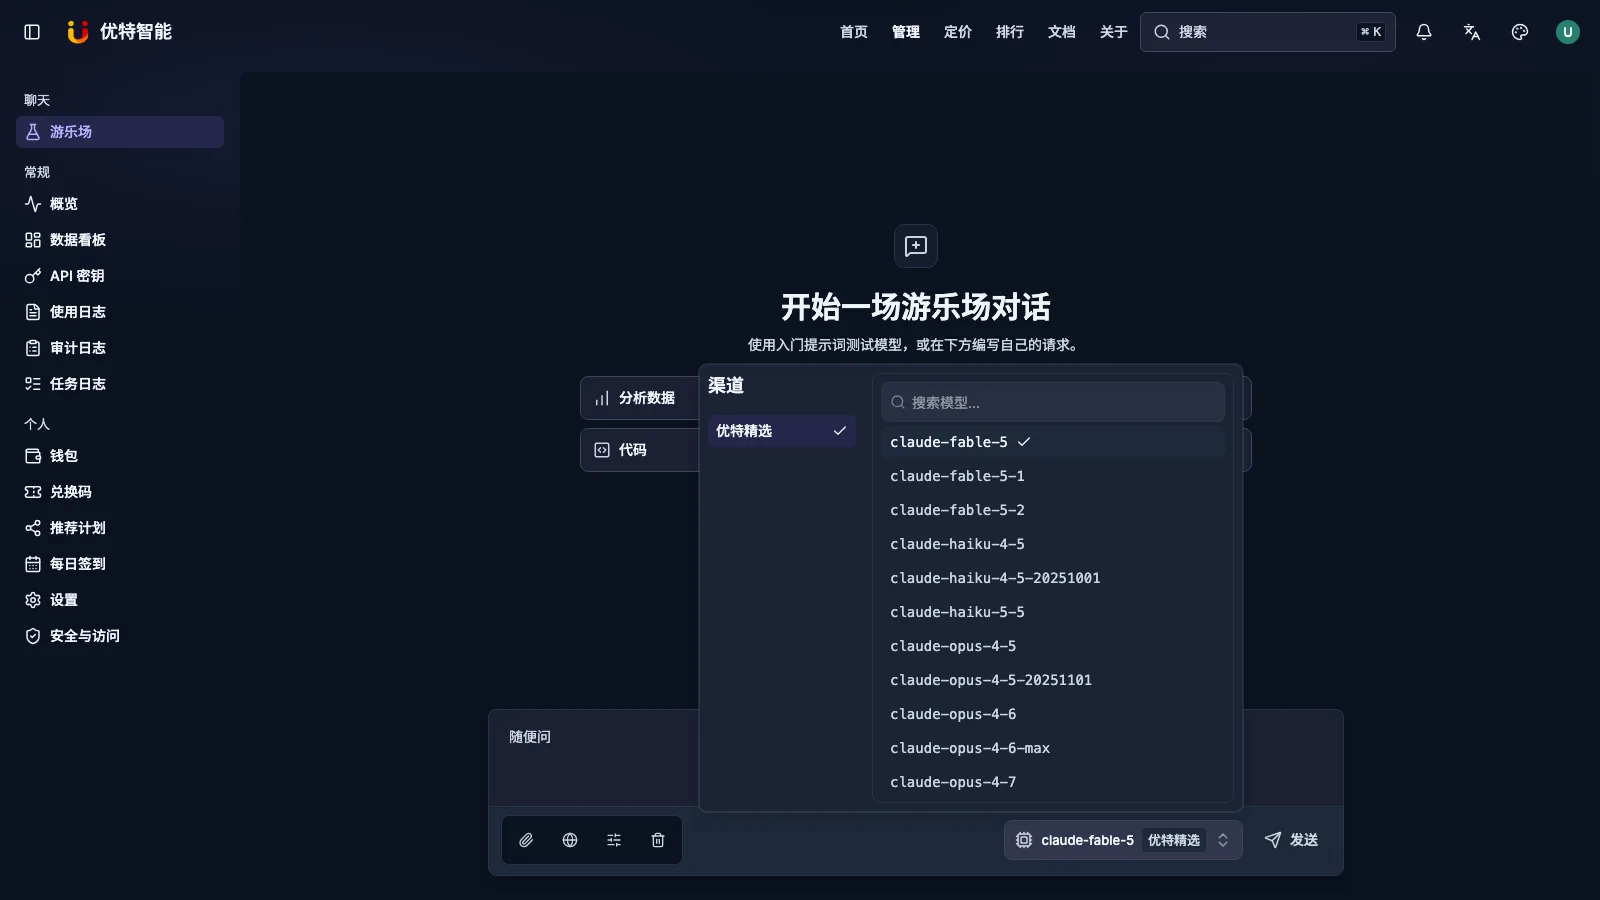 优特智能
首页
管理
定价
排行
文档
关于
搜索
⌘ K
U
聊天
游乐场
常规
概览
数据看板
API 密钥
使用日志
审计日志
任务日志
个人
钱包
兑换码
推荐计划
每日签到
设置
安全与访问
开始一场游乐场对话
使用入门提示词测试模型，或在下方编写自己的请求。
分析数据
代码
渠道
优特精选
搜索模型...
claude-fable-5
claude-fable-5-1
claude-fable-5-2
claude-haiku-4-5
claude-haiku-4-5-20251001
claude-haiku-5-5
claude-opus-4-5
claude-opus-4-5-20251101
claude-opus-4-6
claude-opus-4-6-max
claude-opus-4-7
随便问
claude-fable-5
优特精选
发送